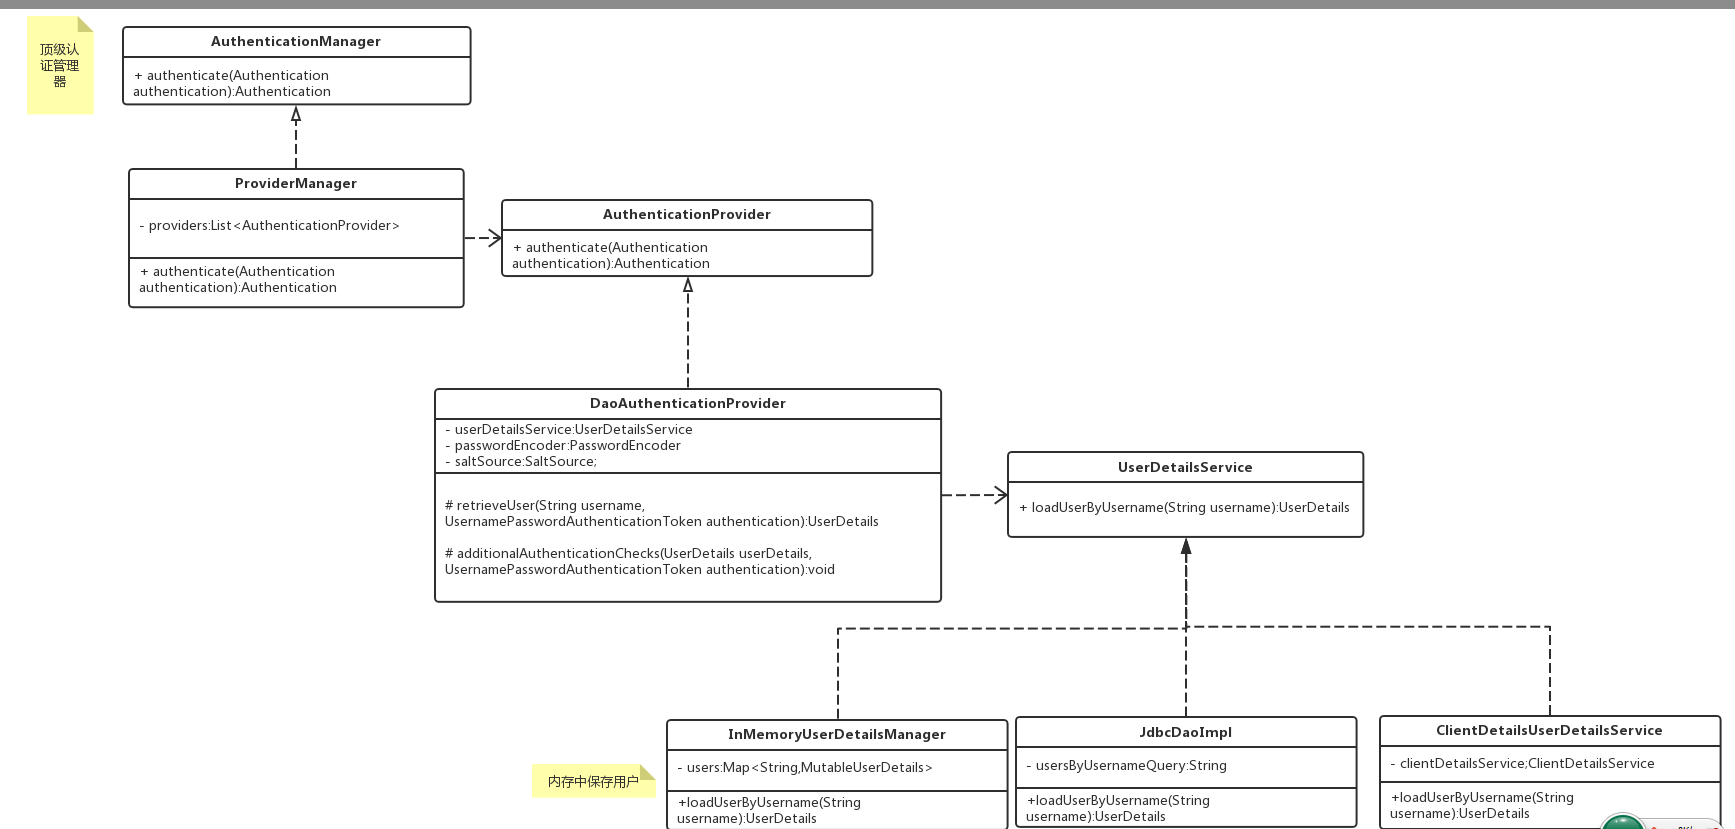 顶级认
证管理
器
AuthenticationManager
+ authenticate(Authentication
authentication):Authentication
ProviderManager
- providers:List<AuthenticationProvider>
+ authenticate(Authentication
authentication):Authentication
AuthenticationProvider
+ authenticate(Authentication
authentication):Authentication
DaoAuthenticationProvider
- userDetailsService:UserDetailsService
- passwordEncoder:PasswordEncoder
- saltSource:SaltSource;
# retrieveUser(String username,
UsernamePasswordAuthenticationToken authentication):UserDetails
# additionalAuthenticationChecks(UserDetails userDetails,
UsernamePasswordAuthenticationToken authentication):void
UserDetailsService
+ loadUserByUsername(String username):UserDetails
内存中保存用户
InMemoryUserDetailsManager
- users:Map<String,MutableUserDetails>
+loadUserByUsername(String
username):UserDetails
JdbcDaoImpl
- usersByUsernameQuery:String
+loadUserByUsername(String
username):UserDetails
ClientDetailsUserDetailsService
- clientDetailsService;ClientDetailsService
+loadUserByUsername(String
username):UserDetails